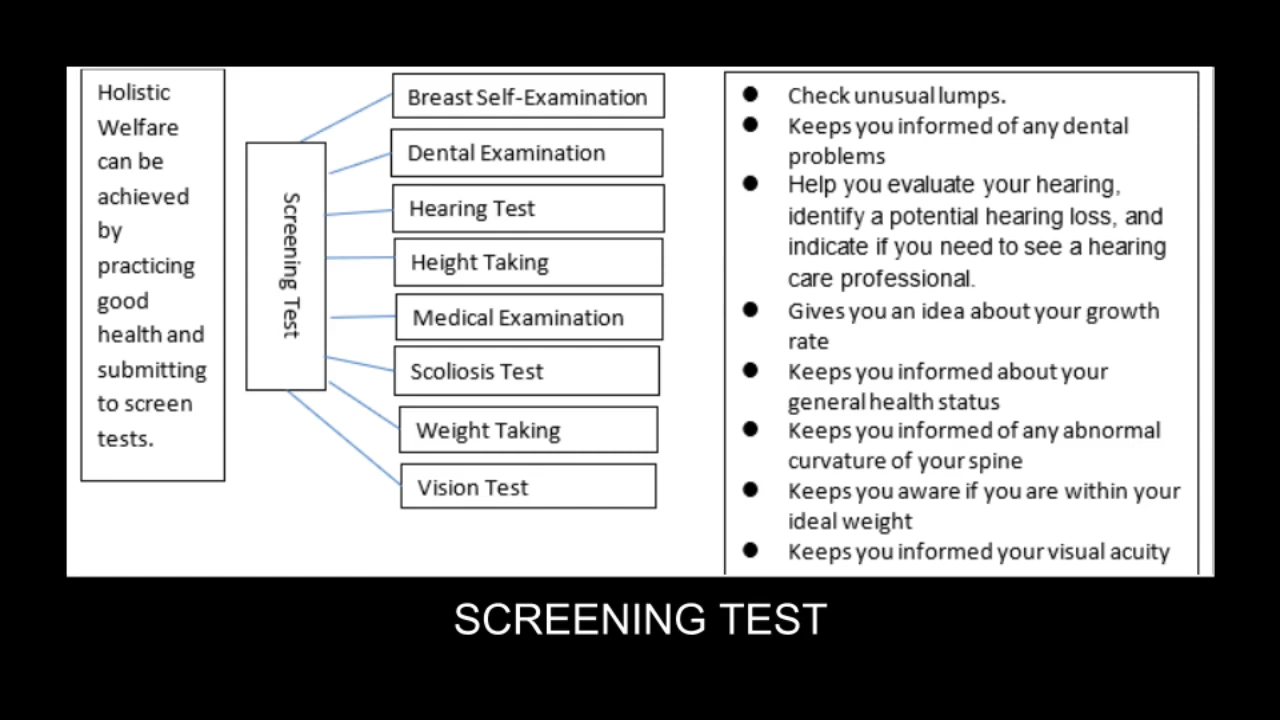 Holistic
Welfare
can be
achieved
by
practicing
good
health and
submitting
to screen
tests.
Screening Test
Breast Self-Examination
Dental Examination
Hearing Test
Height Taking
Medical Examination
Scoliosis Test
Weight Taking
Vision Test
● Check unusual lumps.
● Keeps you informed of any dental
problems
● Help you evaluate your hearing,
identify a potential hearing loss, and
indicate if you need to see a hearing
care professional.
● Gives you an idea about your growth
rate
● Keeps you informed about your
general health status
● Keeps you informed of any abnormal
curvature of your spine
● Keeps you aware if you are within your
ideal weight
● Keeps you informed your visual acuity
SCREENING TEST